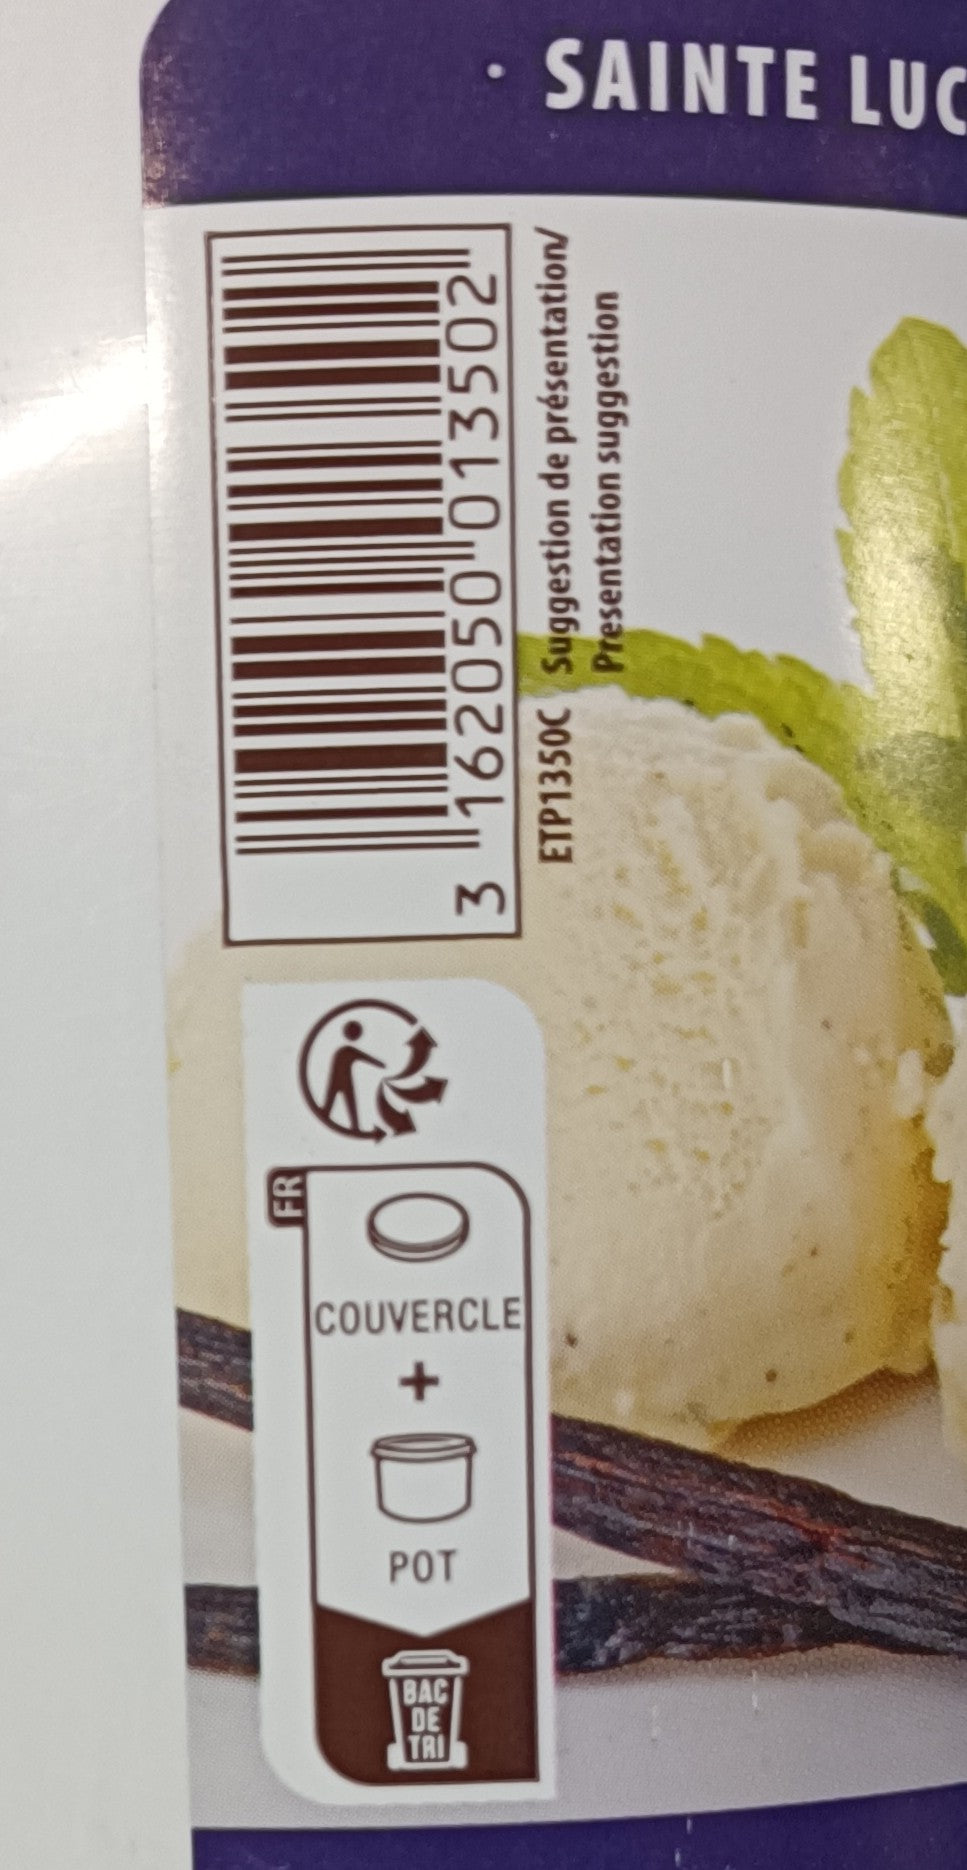 · SAINTE LUC
3 162050 013502
ETP1350C Suggestion de présentation/
Presentation suggestion
FR
COUVERCLE
+
POT
BAC
DE
TRI